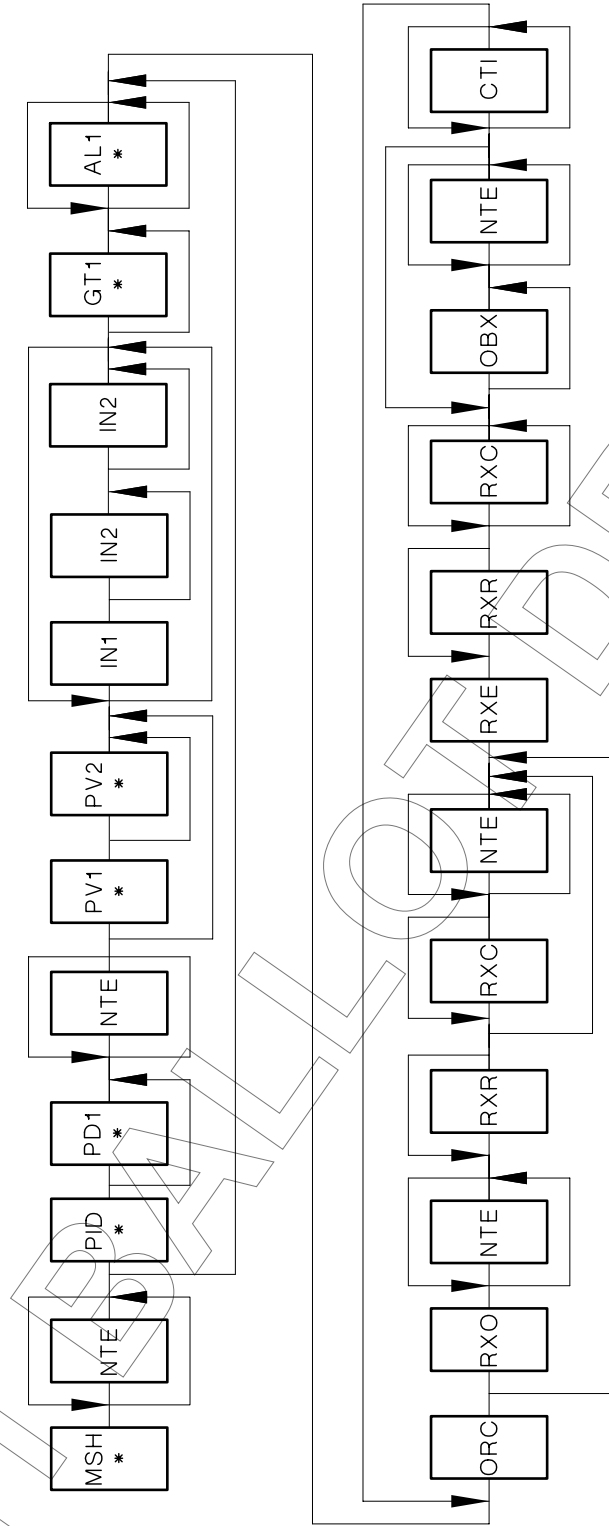 MSH
*
NTE
PID
*
PD1
*
NTE
PV1
*
PV2
*
IN1
IN2
IN2
GT1
*
AL1
*
ORC
RXO
NTE
RXR
RXC
NTE
RXE
RXR
RXC
OBX
NTE
CTI
BALLOT